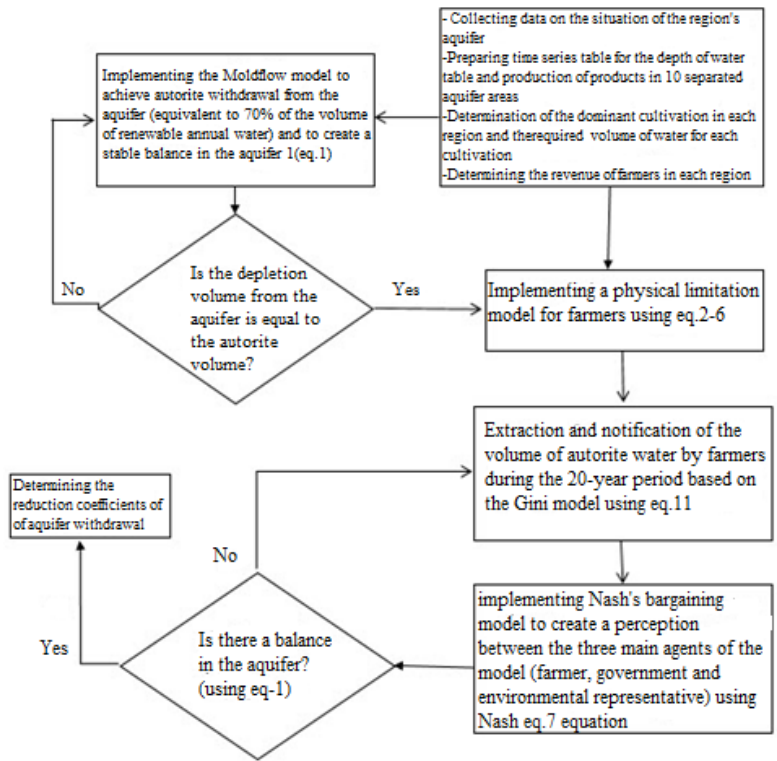 - Collecting data on the situation of the region's
aquifer
-Preparing time series table for the depth of water
table and production of products in 10 separated
aquifer areas
-Determination of the dominant cultivation in each
region and therequired volume of water for each
cultivation
-Determining the revenue of farmers in each region
Implementing the Moldflow model to
achieve autorite withdrawal from the
aquifer (equivalent to 70% of the volume
of renewable annual water) and to create a
stable balance in the aquifer 1(eq.1)
Is the depletion
volume from the
aquifer is equal to
the autorite
volume?
No
Yes
Implementing a physical limitation
model for farmers using eq.2-6
Extraction and notification of the
volume of autorite water by farmers
during the 20-year period based on
the Gini model using eq.11
implementing Nash's bargaining
model to create a perception
between the three main agents of the
model (farmer, government and
environmental representative) using
Nash eq.7 equation
Is there a balance
in the aquifer?
(using eq-1)
No
Yes
Determining the
reduction coefficients of
of aquifer withdrawal